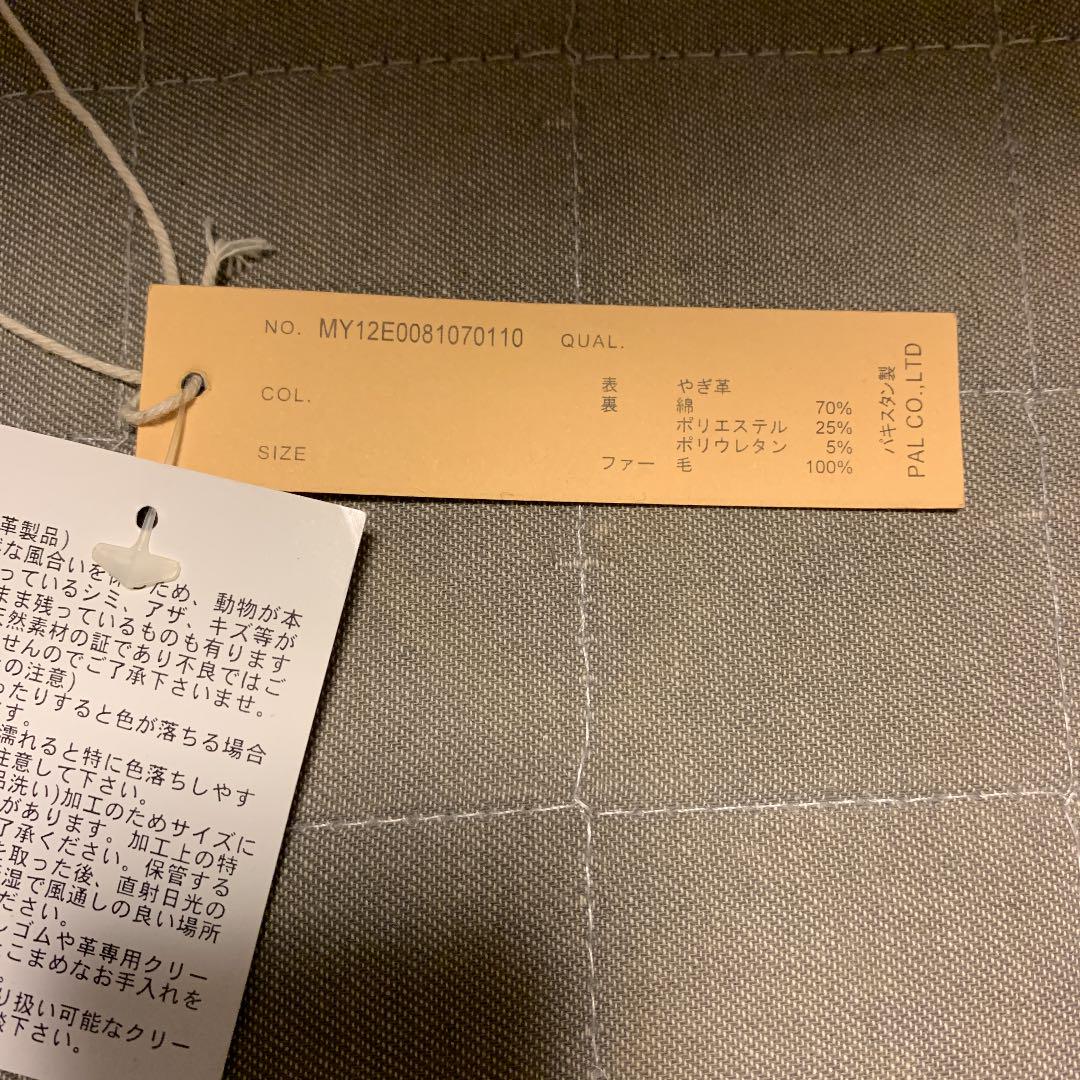 NO. MY12E0081070110 QUAL.
COL.
SIZE
表 やぎ革
裏 綿 70%
ポリエステル 25%
ポリウレタン 5%
ファー 毛 100%
パキスタン製
PAL CO.,LTD
革製品)
な風合いを ため、動物が本
っているシミ、アザ、キズ等が
まま残っているものも有ります
天然素材の証であり不良ではご
せんのでご了承下さいませ。
の注意)
ったりすると色が落ちる場合
す。
濡れると特に色落ちしやす
注意して下さい。
品洗い)加工のためサイズに
があります。加工上の特
了承ください。保管する
を取った後、直射日光の
湿で風通しの良い場所
ださい。
ゴムや革専用クリー
こまめなお手入れを
り扱い可能なクリー
下さい。